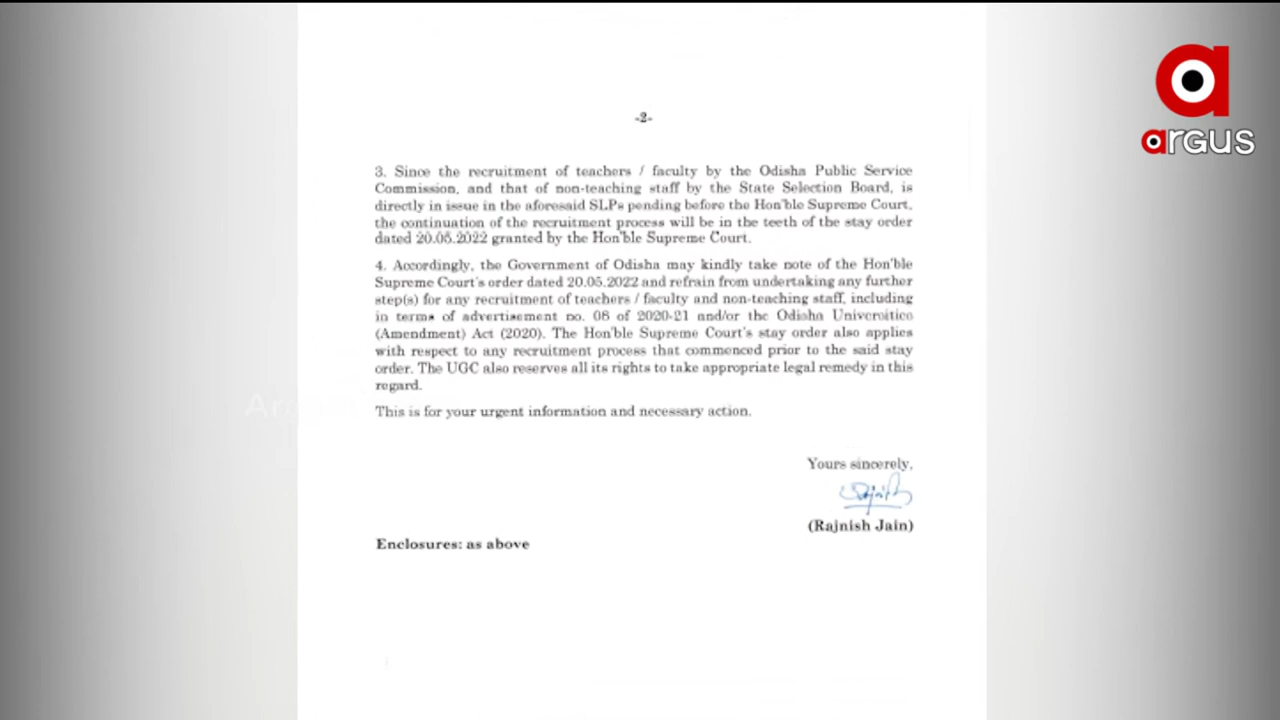 -2-
3. Since the recruitment of teachers / faculty by the Odisha Public Service
Commission, and that of non-teaching staff by the State Selection Board, is
directly in issue in the aforesaid SLPs pending before the Hon'ble Supreme Court,
the continuation of the recruitment process will be in the teeth of the stay order
dated 20.05.2022 granted by the Hon'ble Supreme Court.
4. Accordingly, the Government of Odisha may kindly take note of the Hon'ble
Supreme Court's order dated 20.05.2022 and refrain from undertaking any further
step(s) for any recruitment of teachers / faculty and non-teaching staff, including
in terms of advertisement no. 08 of 2020-21 and/or the Odisha Universities
(Amendment) Act (2020). The Hon'ble Supreme Court's stay order also applies
with respect to any recruitment process that commenced prior to the said stay
order. The UGC also reserves all its rights to take appropriate legal remedy in this
regard.
This is for your urgent information and necessary action.
Yours sincerely,
(Rajnish Jain)
Enclosures: as above
argus